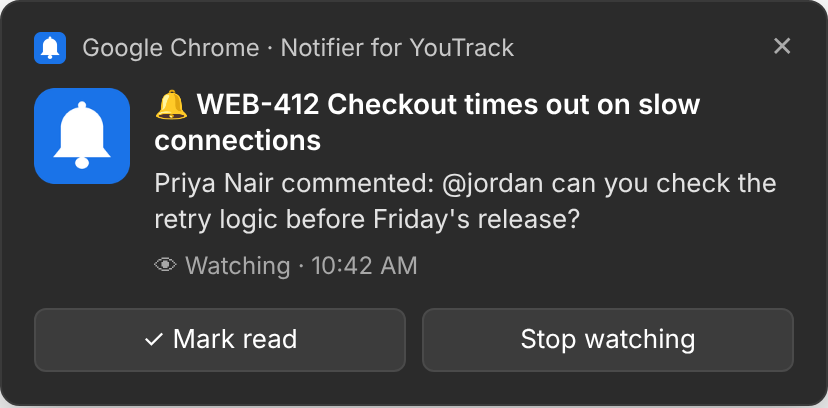 Google Chrome · Notifier for YouTrack
🔔 WEB-412 Checkout times out on slow
connections
Priya Nair commented: @jordan can you check the
retry logic before Friday's release?
👁 Watching · 10:42 AM
✓ Mark read
Stop watching